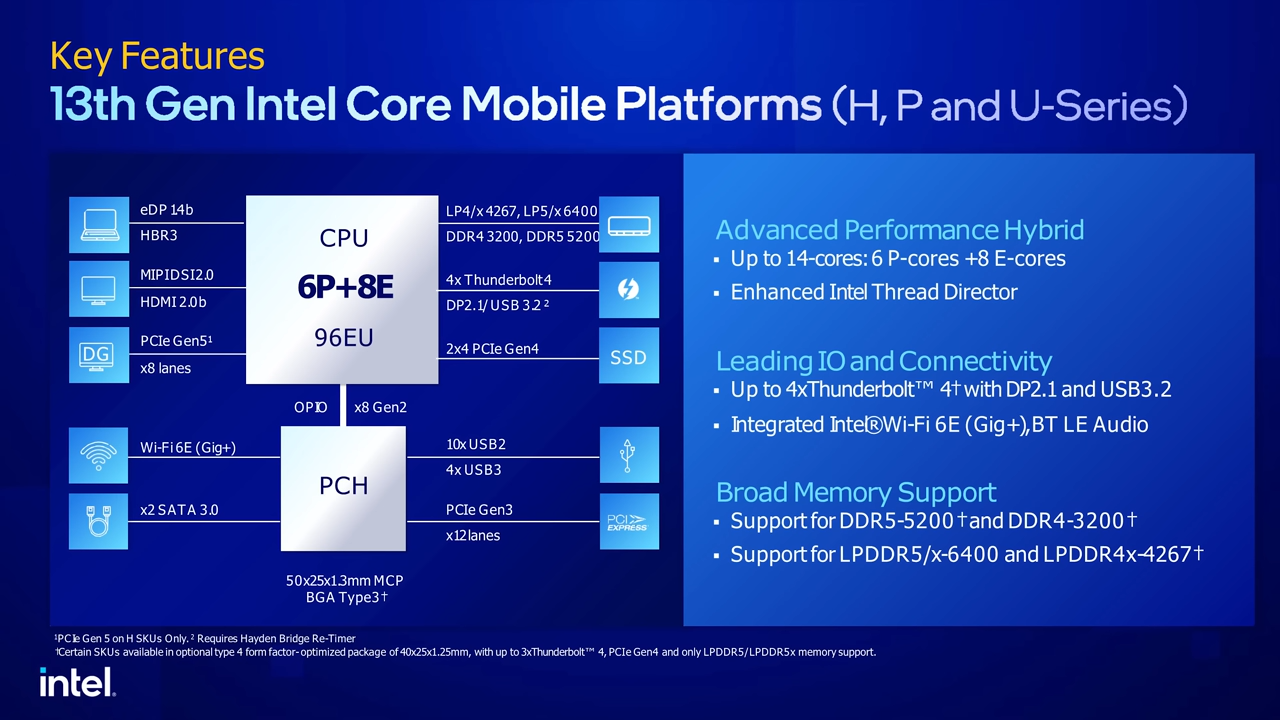 Key Features
13th Gen Intel Core Mobile Platforms (H, P and U-Series)
eDP 14b
HBR3
MIPI DSI 2.0
HDMI 2.0b
DG
PCIe Gen5¹
x8 lanes
CPU
6P+8E
96EU
LP4/x 4267, LP5/x 6400
DDR4 3200, DDR5 5200
4x Thunderbolt 4
DP2.1/ USB 3.2 ²
2x4 PCIe Gen4
SSD
OPIO
x8 Gen2
Wi-Fi 6E (Gig+)
x2 SATA 3.0
PCH
10x USB2
4x USB3
PCIe Gen3
x12 lanes
PCI EXPRESS
50x25x1.3mm MCP
BGA Type3†
Advanced Performance Hybrid
▪ Up to 14-cores: 6 P-cores +8 E-cores
▪ Enhanced Intel Thread Director
Leading IO and Connectivity
▪ Up to 4xThunderbolt™ 4† with DP2.1 and USB3.2
▪ Integrated Intel® Wi-Fi 6E (Gig+), BT LE Audio
Broad Memory Support
▪ Support for DDR5-5200† and DDR4-3200†
▪ Support for LPDDR5/x-6400 and LPDDR4x-4267†
¹PCIe Gen 5 on H SKUs Only. ² Requires Hayden Bridge Re-Timer
†Certain SKUs available in optional type 4 form factor-optimized package of 40x25x1.25mm, with up to 3xThunderbolt™ 4, PCIe Gen4 and only LPDDR5/LPDDR5x memory support.
intel®